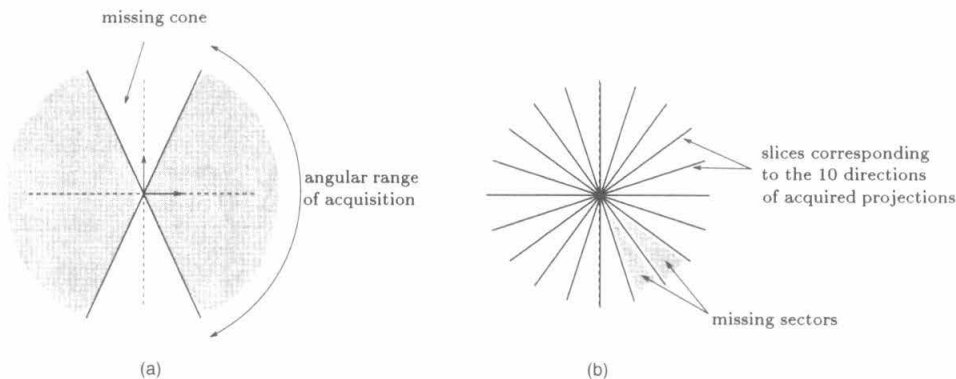 missing cone
angular range
of acquisition
(a)
slices corresponding
to the 10 directions
of acquired projections
missing sectors
(b)